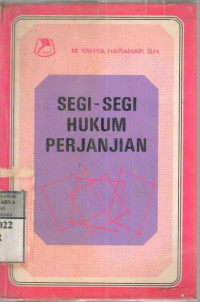 M. YAHYA HARAHAP, S.H.
SEGI-SEGI
HUKUM
PERJANJIAN
022